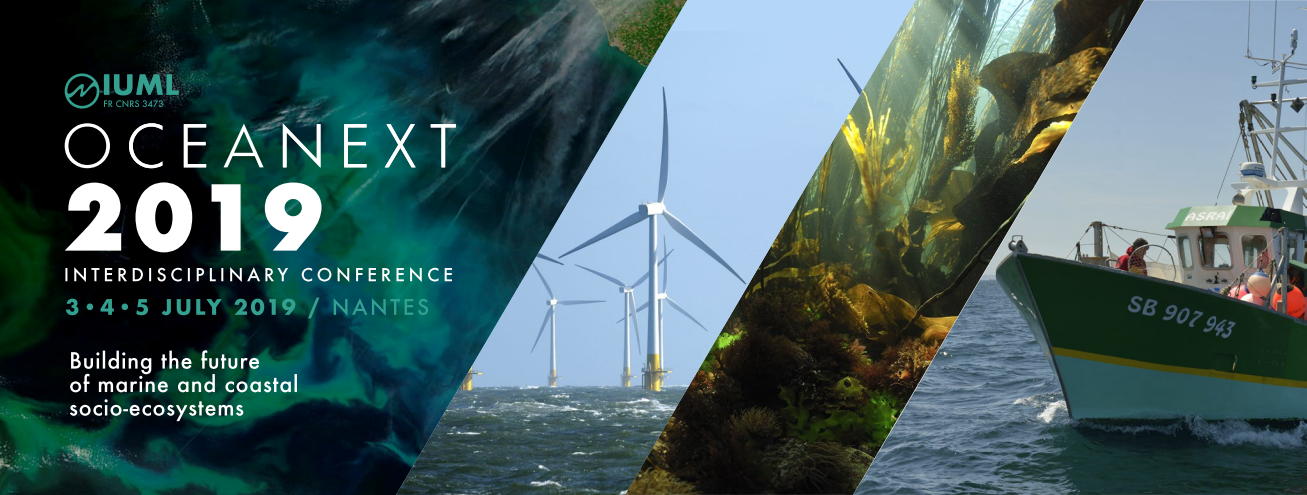 IUML
FR CNRS 3473
OCEANEXT
2019
INTERDISCIPLINARY CONFERENCE
3•4•5 JULY 2019 / NANTES
Building the future
of marine and coastal
socio-ecosystems
ASRAI
SB 907 943